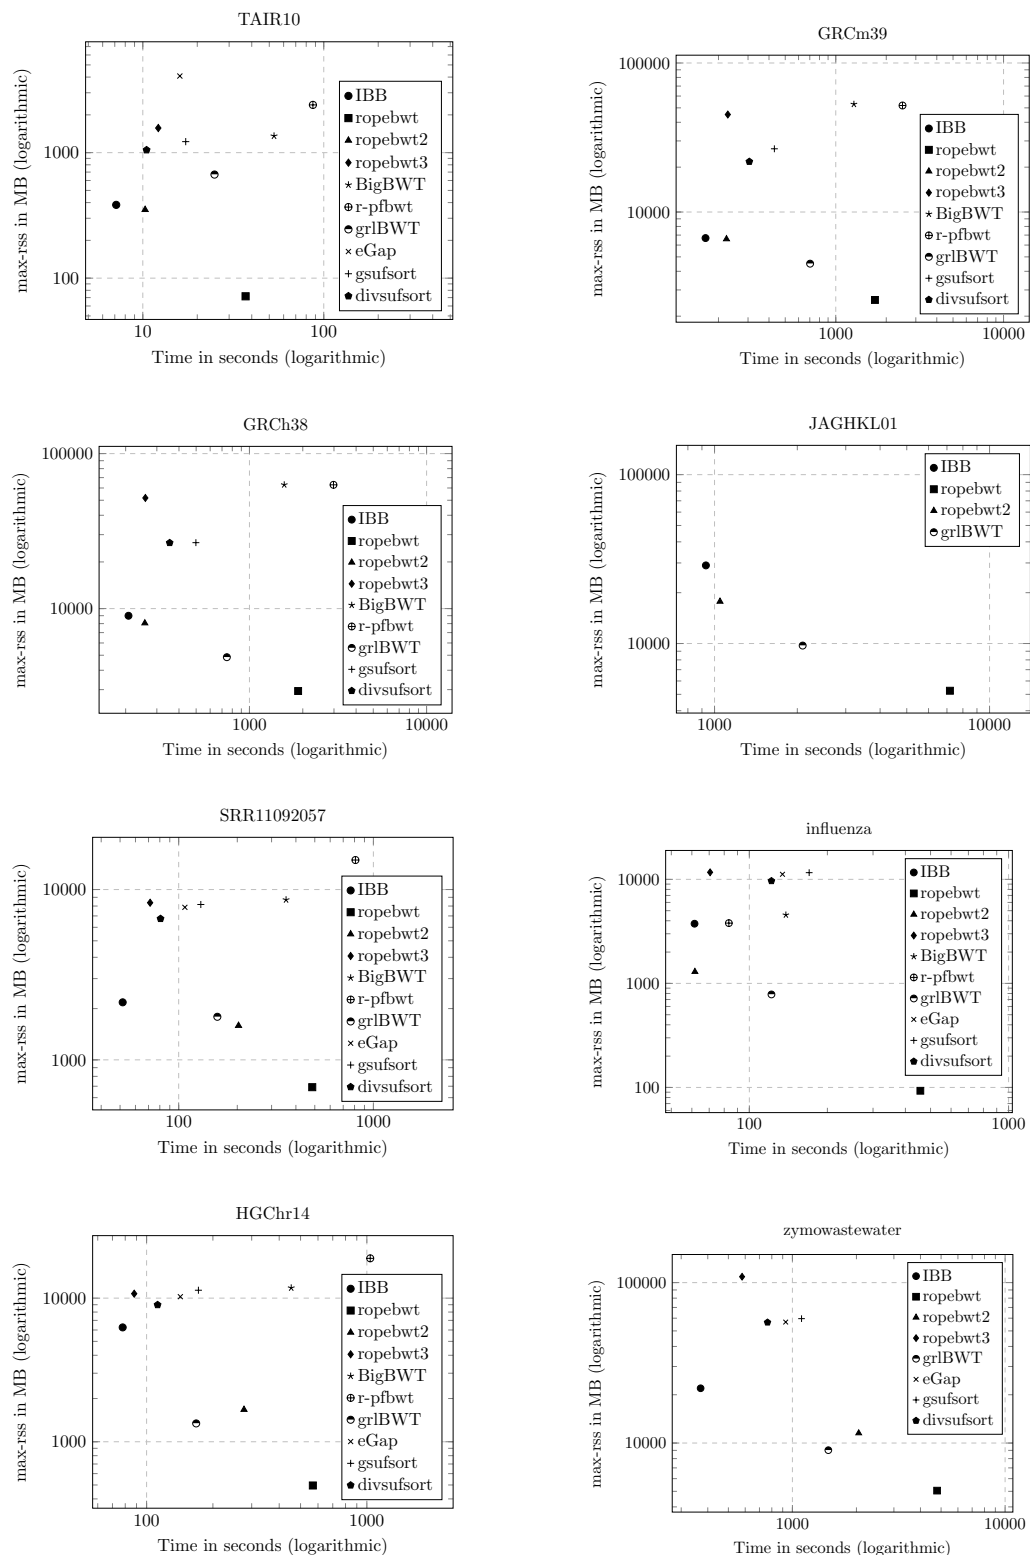 TAIR10
max-rss in MB (logarithmic)
1000
100
10
100
Time in seconds (logarithmic)
IBB
ropebwt
ropebwt2
ropebwt3
BigBWT
r-pfbwt
grlBWT
eGap
gsufsort
divsufsort
GRCm39
max-rss in MB (logarithmic)
100000
10000
1000
10000
Time in seconds (logarithmic)
IBB
ropebwt
ropebwt2
ropebwt3
BigBWT
r-pfbwt
grlBWT
gsufsort
divsufsort
GRCh38
max-rss in MB (logarithmic)
100000
10000
1000
10000
Time in seconds (logarithmic)
IBB
ropebwt
ropebwt2
ropebwt3
BigBWT
r-pfbwt
grlBWT
gsufsort
divsufsort
JAGHKL01
max-rss in MB (logarithmic)
100000
10000
1000
10000
Time in seconds (logarithmic)
IBB
ropebwt
ropebwt2
grlBWT
SRR11092057
max-rss in MB (logarithmic)
10000
1000
100
1000
Time in seconds (logarithmic)
IBB
ropebwt
ropebwt2
ropebwt3
BigBWT
r-pfbwt
grlBWT
eGap
gsufsort
divsufsort
influenza
max-rss in MB (logarithmic)
10000
1000
100
100
1000
Time in seconds (logarithmic)
IBB
ropebwt
ropebwt2
ropebwt3
BigBWT
r-pfbwt
grlBWT
eGap
gsufsort
divsufsort
HGChr14
max-rss in MB (logarithmic)
10000
1000
100
1000
Time in seconds (logarithmic)
IBB
ropebwt
ropebwt2
ropebwt3
BigBWT
r-pfbwt
grlBWT
eGap
gsufsort
divsufsort
zymowastewater
max-rss in MB (logarithmic)
100000
10000
1000
10000
Time in seconds (logarithmic)
IBB
ropebwt
ropebwt2
ropebwt3
grlBWT
eGap
gsufsort
divsufsort